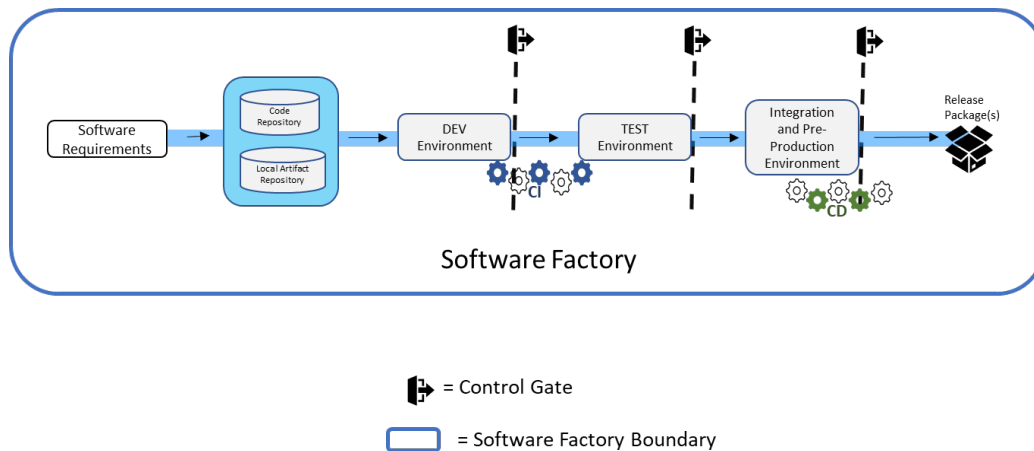 Software
Requirements
Code
Repository
Local Artifact
Repository
DEV
Environment
CI
TEST
Environment
Integration
and Pre-
Production
Environment
CD
Release
Package(s)
Software Factory
= Control Gate
= Software Factory Boundary